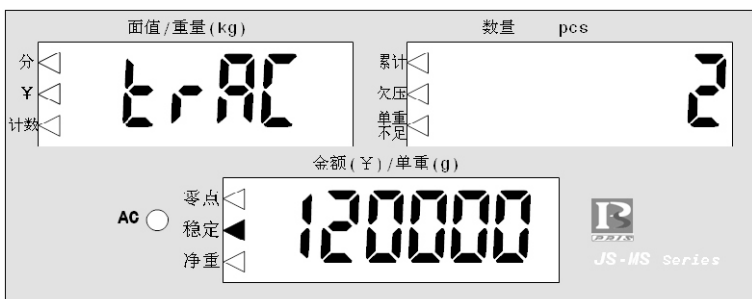 面值/重量(kg)
数量 pcs
分
¥
计数
trAC
累计
欠压
单重
不足
2
金额(¥)/单重(g)
AC
零点
稳定
净重
120000
JS-MS Series